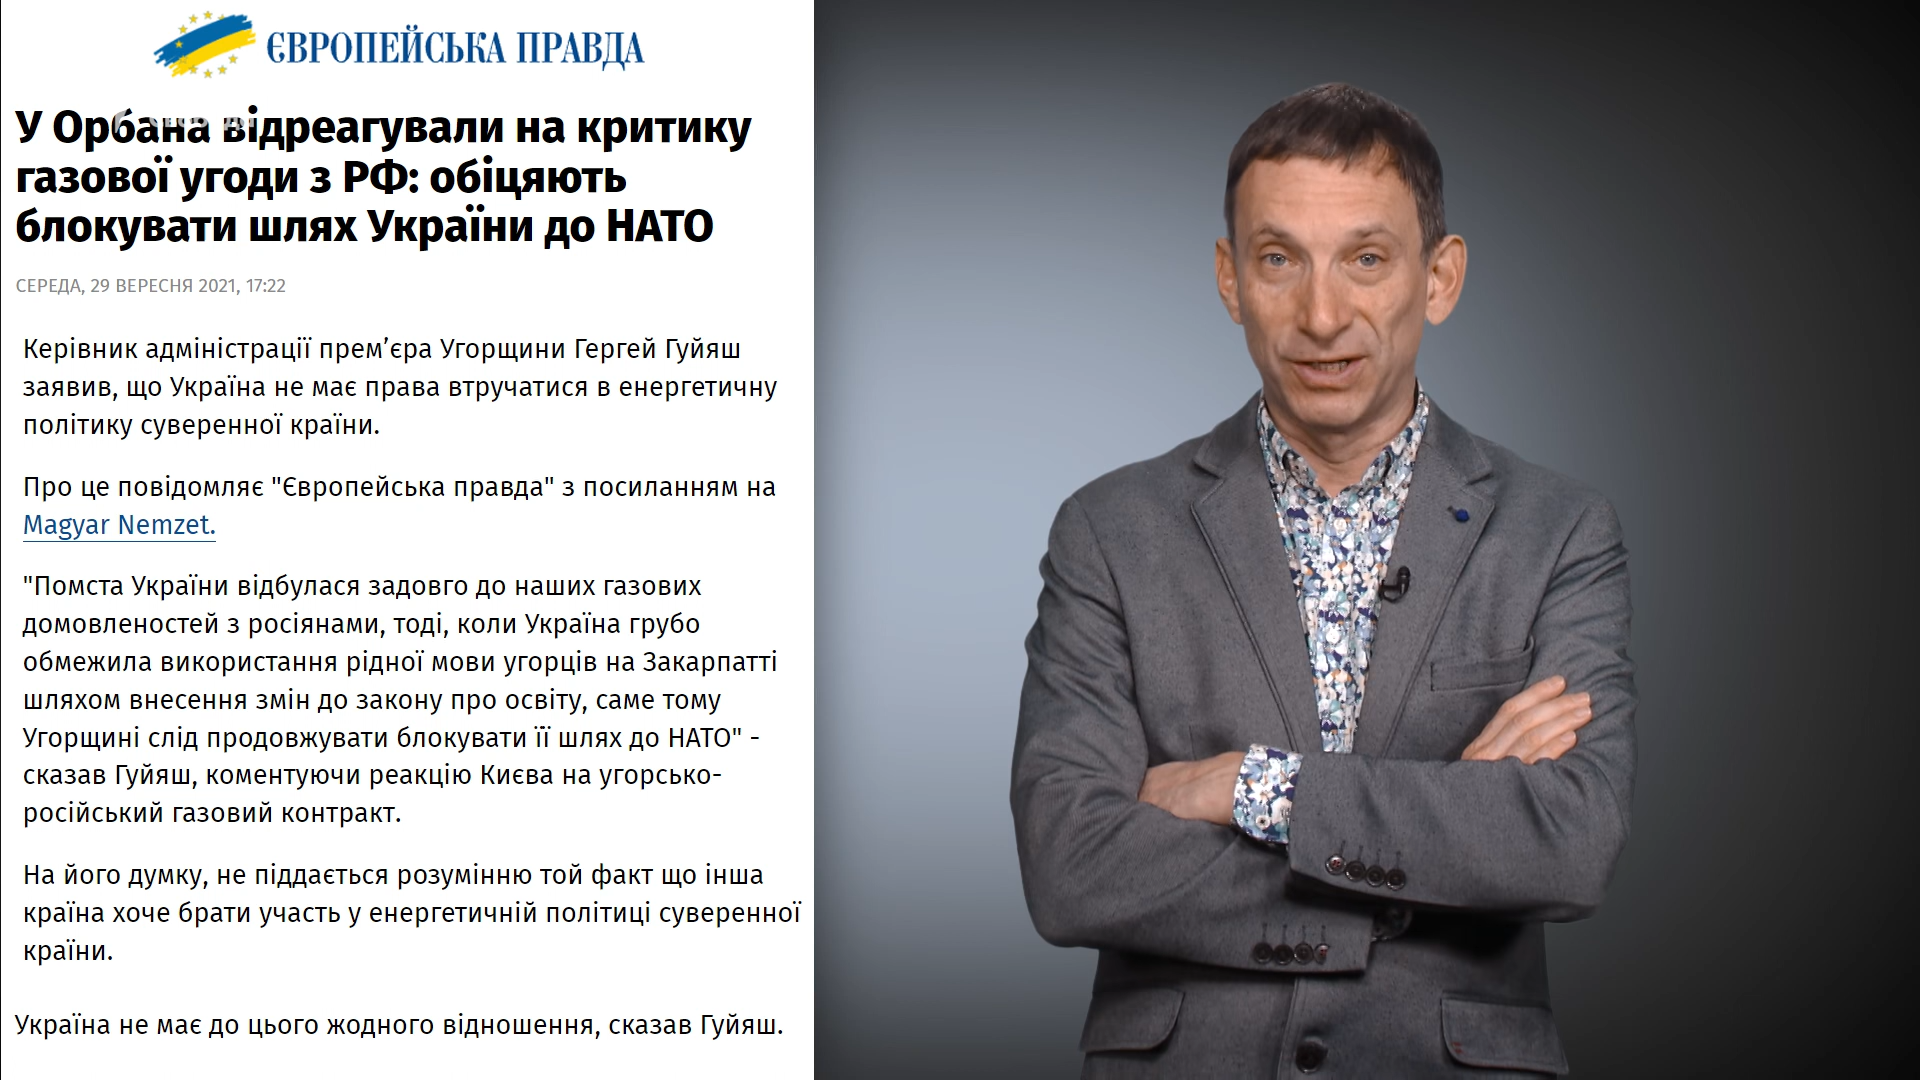 ЄВРОПЕЙСЬКА ПРАВДА
У Орбана відреагували на критику
газової угоди з РФ: обіцяють
блокувати шлях України до НАТО
СЕРЕДА, 29 ВЕРЕСНЯ 2021, 17:22
Керівник адміністрації прем’єра Угорщини Гергей Гуйяш
заявив, що Україна не має права втручатися в енергетичну
політику суверенної країни.
Про це повідомляє "Європейська правда" з посиланням на
Magyar Nemzet.
"Помста України відбулася задовго до наших газових
домовленостей з росіянами, тоді, коли Україна грубо
обмежила використання рідної мови угорців на Закарпатті
шляхом внесення змін до закону про освіту, саме тому
Угорщині слід продовжувати блокувати її шлях до НАТО" -
сказав Гуйяш, коментуючи реакцію Києва на угорсько-
російський газовий контракт.
На його думку, не піддається розумінню той факт що інша
країна хоче брати участь у енергетичній політиці суверенної
країни.
Україна не має до цього жодного відношення, сказав Гуйяш.